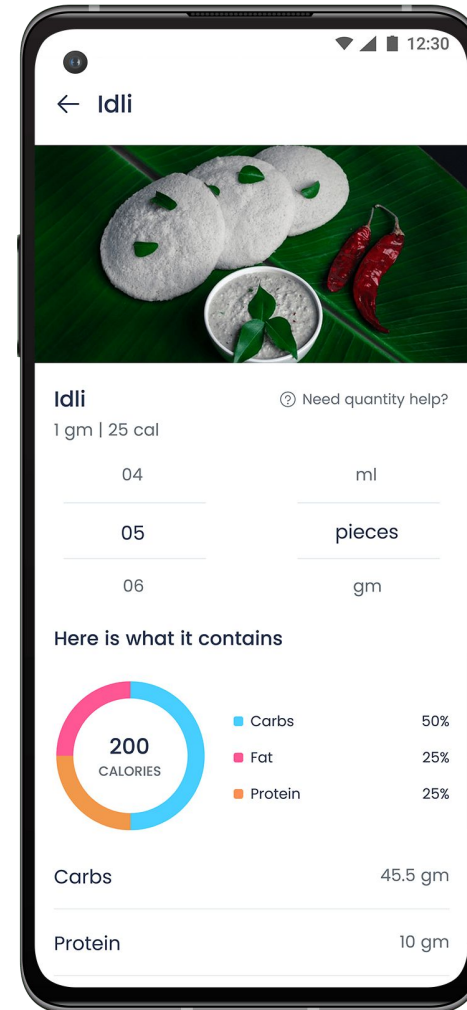 12:30
Idli
Idli
Need quantity help?
1 gm | 25 cal
04 ml
05 pieces
06 gm
Here is what it contains
200
CALORIES
Carbs 50%
Fat 25%
Protein 25%
Carbs 45.5 gm
Protein 10 gm